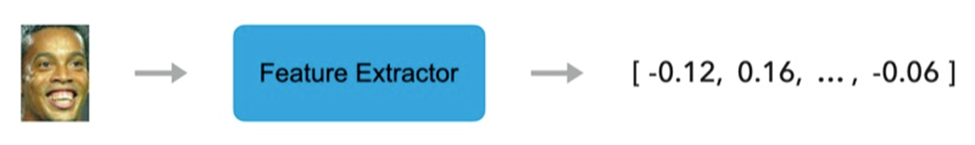 Feature Extractor
[ -0.12, 0.16, ... , -0.06 ]